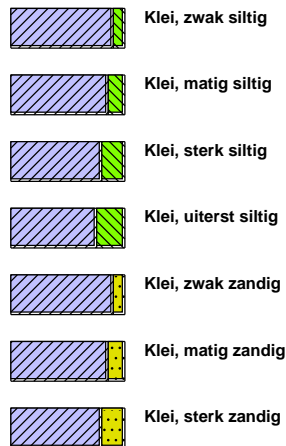 Klei, zwak siltig
Klei, matig siltig
Klei, sterk siltig
Klei, uiterst siltig
Klei, zwak zandig
Klei, matig zandig
Klei, sterk zandig